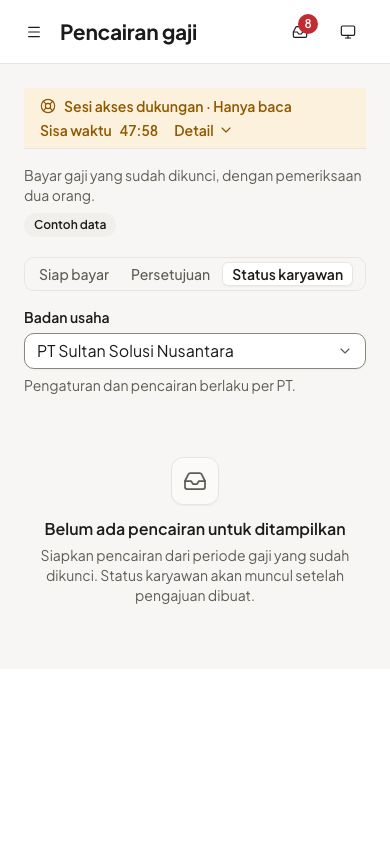 Pencairan gaji
8
Sesi akses dukungan · Hanya baca
Sisa waktu 47:58 Detail
Bayar gaji yang sudah dikunci, dengan pemeriksaan
dua orang.
Contoh data
Siap bayar Persetujuan Status karyawan
Badan usaha
PT Sultan Solusi Nusantara
Pengaturan dan pencairan berlaku per PT.
Belum ada pencairan untuk ditampilkan
Siapkan pencairan dari periode gaji yang sudah
dikunci. Status karyawan akan muncul setelah
pengajuan dibuat.